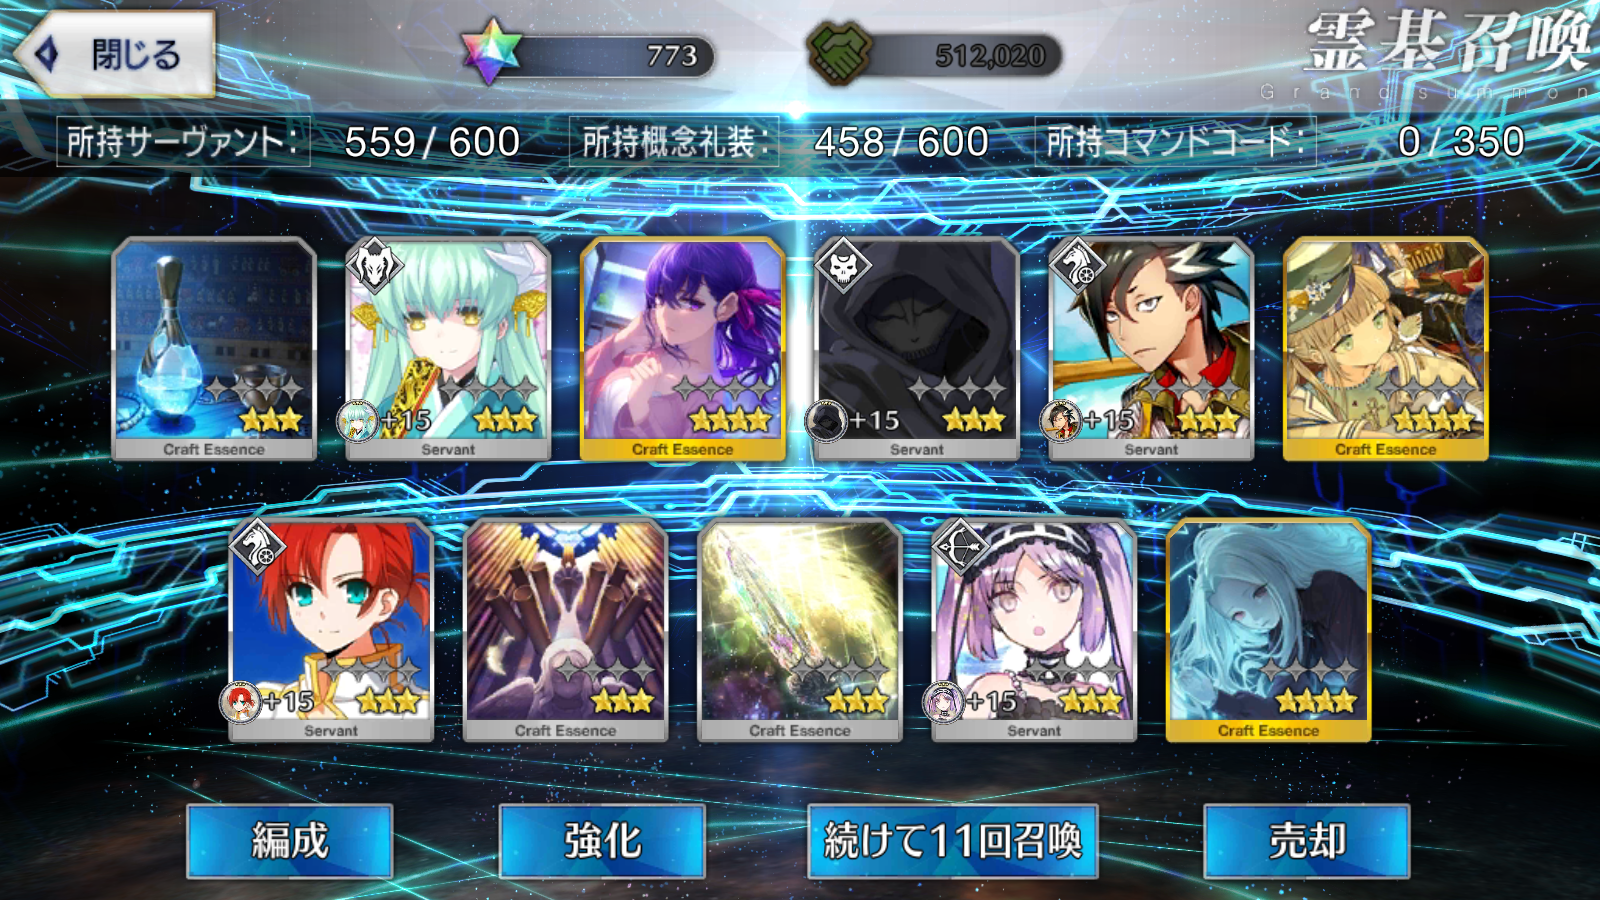 閉じる
773
512,020
霊基召喚
Grand summon
所持サーヴァント: 559 / 600
所持概念礼装: 458 / 600
所持コマンドコード: 0 / 350
Craft Essence
+15
Servant
Craft Essence
+15
Servant
+15
Servant
Craft Essence
+15
Servant
Craft Essence
Craft Essence
+15
Servant
Craft Essence
編成
強化
続けて11回召喚
売却